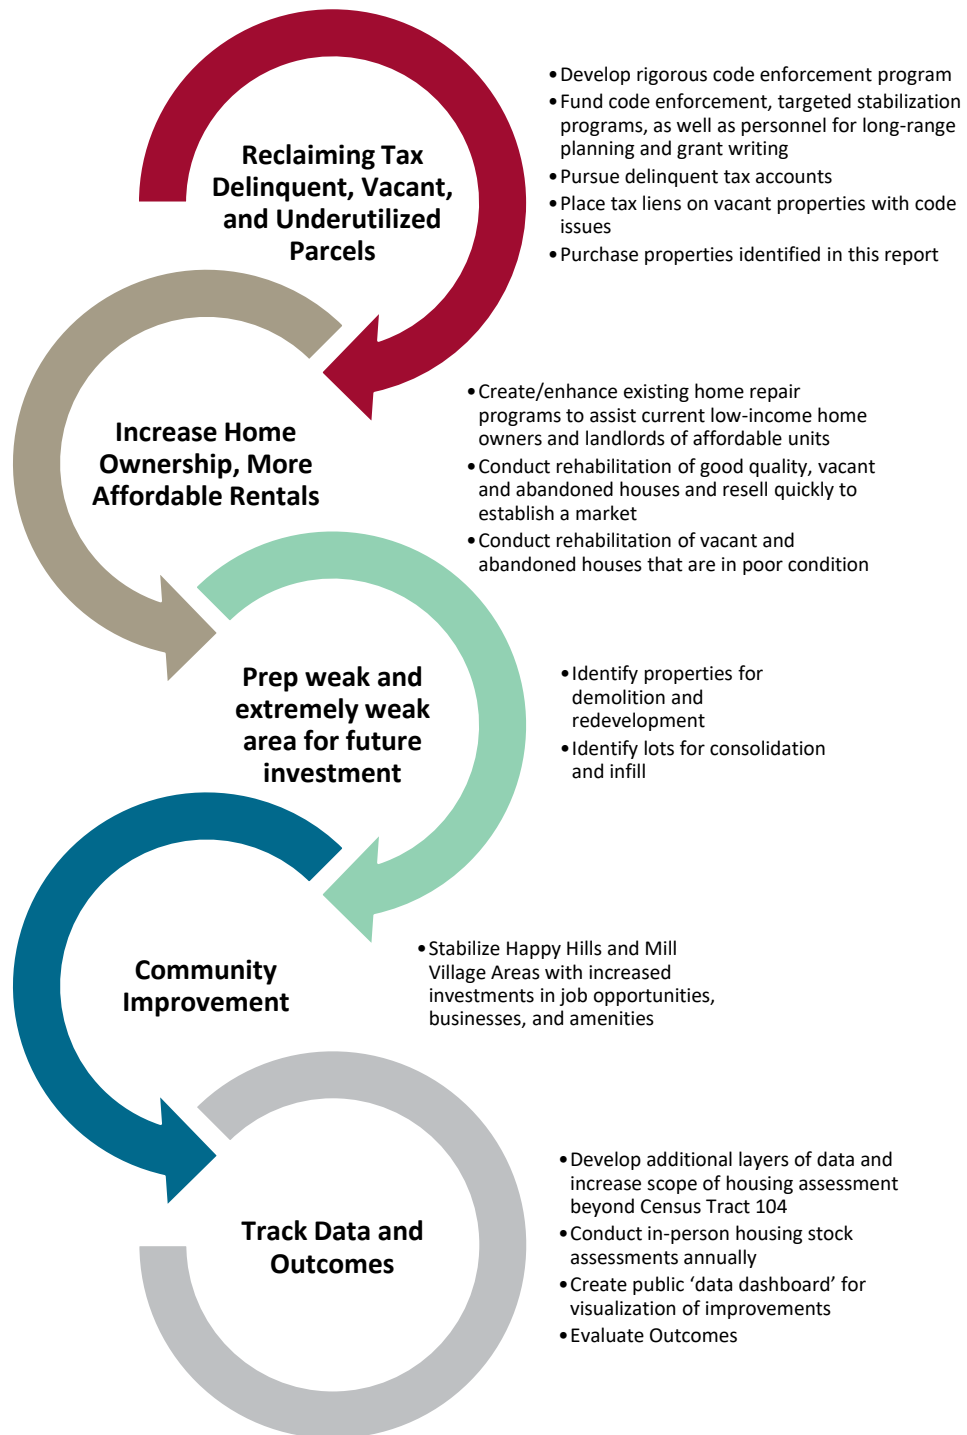 Reclaiming Tax
Delinquent, Vacant,
and Underutilized
Parcels
•Develop rigorous code enforcement program
•Fund code enforcement, targeted stabilization
programs, as well as personnel for long-range
planning and grant writing
•Pursue delinquent tax accounts
•Place tax liens on vacant properties with code
issues
•Purchase properties identified in this report
Increase Home
Ownership, More
Affordable Rentals
•Create/enhance existing home repair
programs to assist current low-income home
owners and landlords of affordable units
•Conduct rehabilitation of good quality, vacant
and abandoned houses and resell quickly to
establish a market
•Conduct rehabilitation of vacant and
abandoned houses that are in poor condition
Prep weak and
extremely weak
area for future
investment
•Identify properties for
demolition and
redevelopment
•Identify lots for consolidation
and infill
Community
Improvement
•Stabilize Happy Hills and Mill
Village Areas with increased
investments in job opportunities,
businesses, and amenities
Track Data and
Outcomes
•Develop additional layers of data and
increase scope of housing assessment
beyond Census Tract 104
•Conduct in-person housing stock
assessments annually
•Create public ‘data dashboard’ for
visualization of improvements
•Evaluate Outcomes